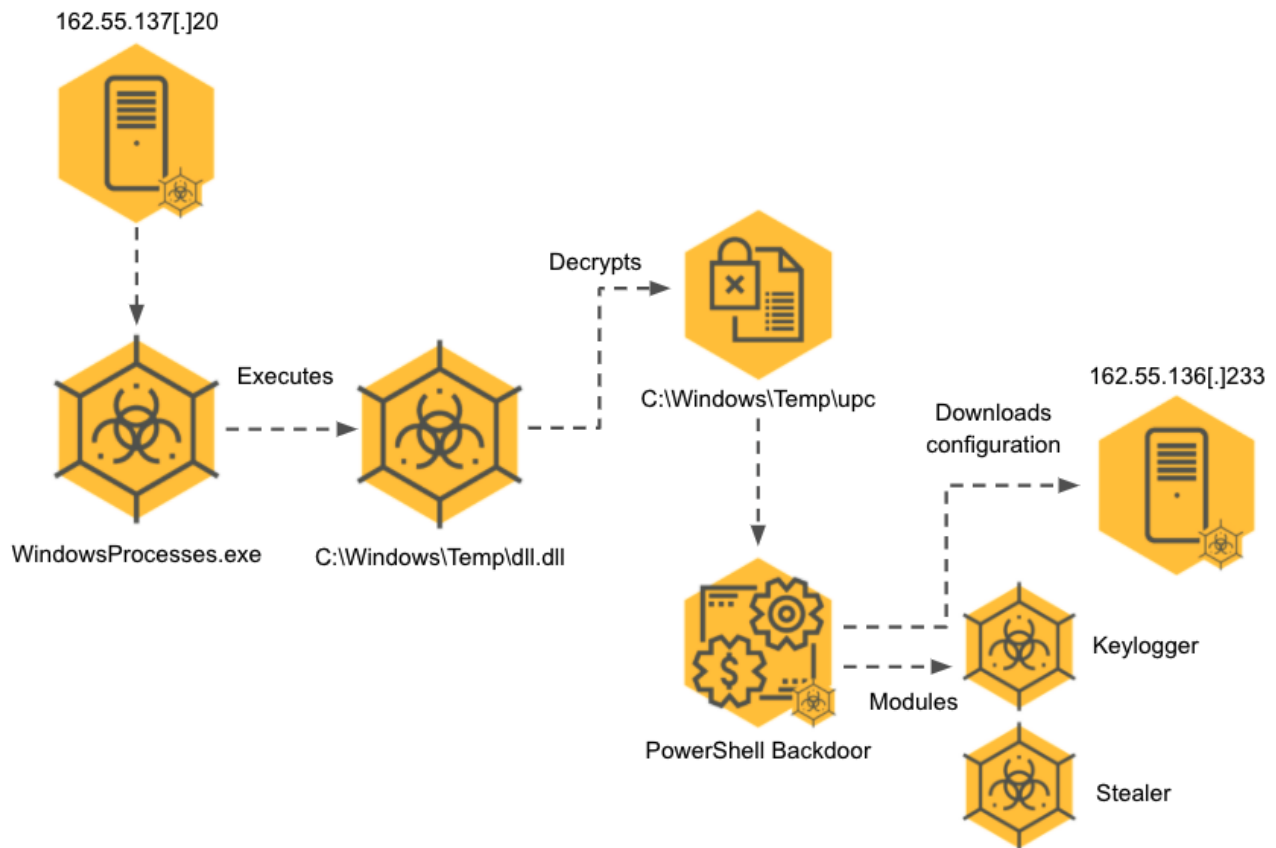 162.55.137[.]20
Decrypts
Executes
C:\Windows\Temp\upc
162.55.136[.]233
Downloads
configuration
WindowsProcesses.exe
C:\Windows\Temp\dll.dll
Keylogger
Modules
PowerShell Backdoor
Stealer